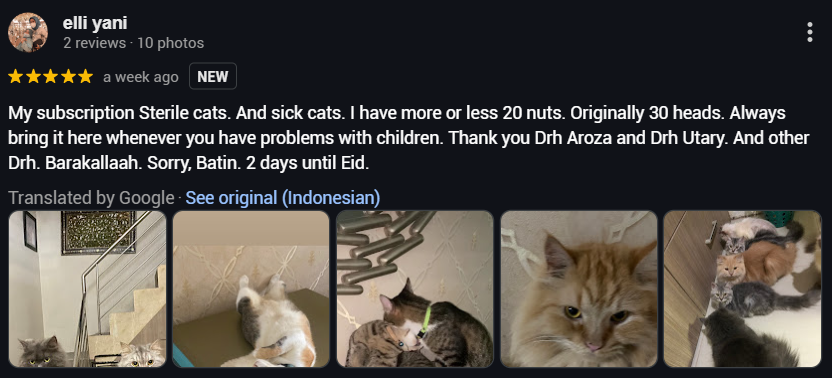 elli yani
2 reviews · 10 photos
a week ago NEW
My subscription Sterile cats. And sick cats. I have more or less 20 nuts. Originally 30 heads. Always
bring it here whenever you have problems with children. Thank you Drh Aroza and Drh Utary. And other
Drh. Barakallaah. Sorry, Batin. 2 days until Eid.
Translated by Google · See original (Indonesian)